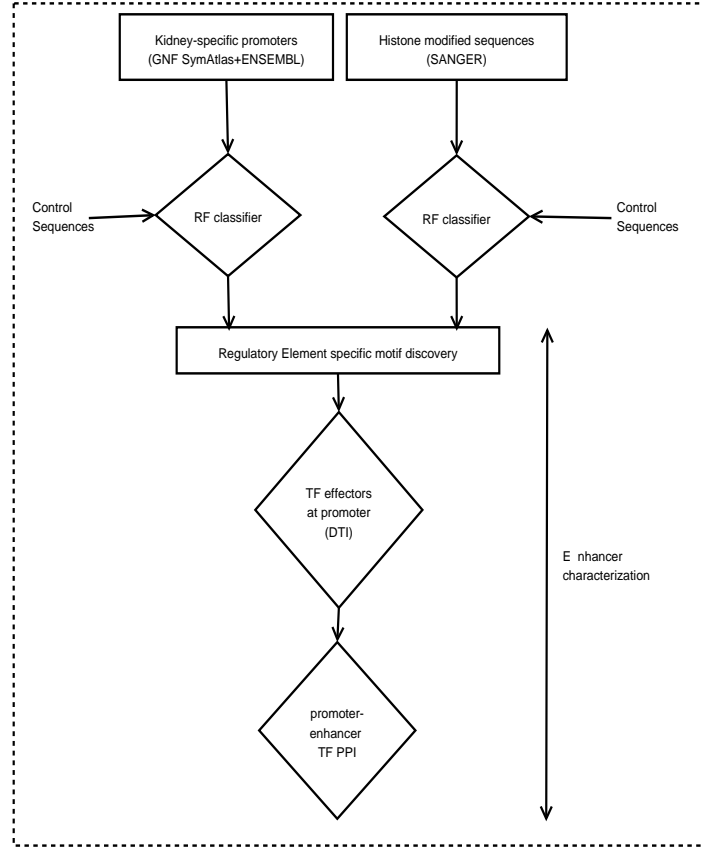 Kidney-specific promoters
(GNF SymAtlas+ENSEMBL)
Histone modified sequences
(SANGER)
Control
Sequences
RF classifier
RF classifier
Control
Sequences
Regulatory Element specific motif discovery
TF effectors
at promoter
(DTI)
E nhancer
characterization
promoter-
enhancer
TF PPI